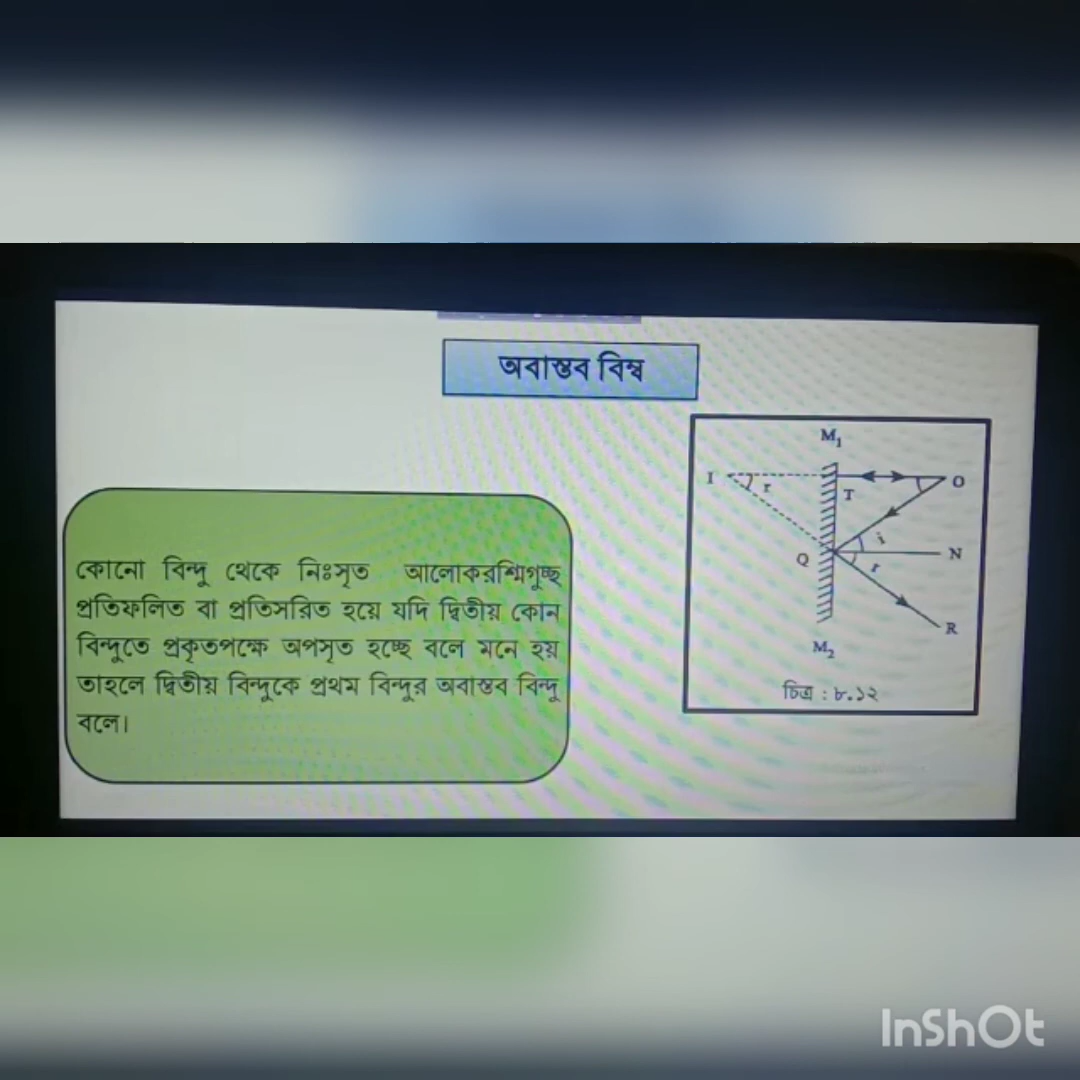 অবাস্তব বিম্ব
কোনো বিন্দু থেকে নিঃসৃত আলোকরশ্মিগুচ্ছ
প্রতিফলিত বা প্রতিসরিত হয়ে যদি দ্বিতীয় কোন
বিন্দুতে প্রকৃতপক্ষে অপসৃত হচ্ছে বলে মনে হয়
তাহলে দ্বিতীয় বিন্দুকে প্রথম বিন্দুর অবাস্তব বিন্দু
বলে।
M₁
I r T O
Q i N
r
R
M₂
চিত্র : ৮.১২
InShOt